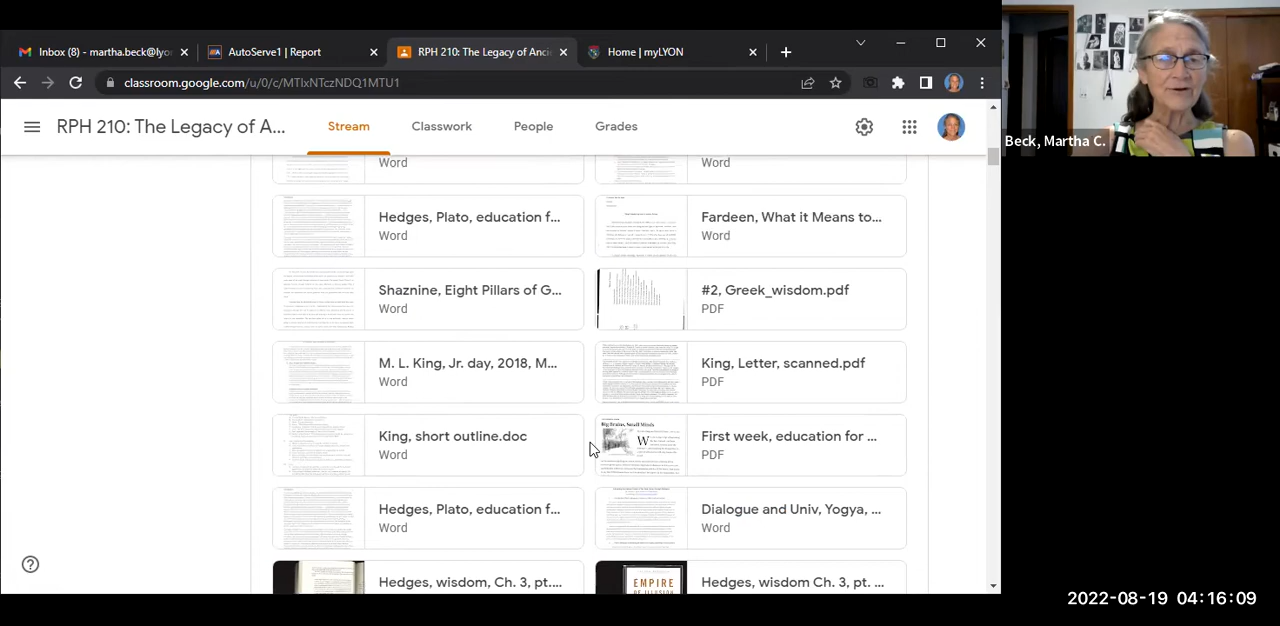 Inbox (8) - martha.beck@lyo
AutoServe1 | Report
RPH 210: The Legacy of Anci
Home | myLYON
classroom.google.com/u/0/c/MTIxNTczNDQ1MTU1
RPH 210: The Legacy of A...
Stream
Classwork
People
Grades
Beck, Martha C.
Word
Word
Hedges, Plato, education f...
Word
Fardeen, What it Means to...
Word
Shaznine, Eight Pillars of G...
Word
#2 Greek_wisdom.pdf
PDF
M. L. King, Jr. day, 2018, M...
Word
King, Letter, scanned.pdf
PDF
King, short outline.doc
Word
Big Brains, Small Minds
First week, education for ...
PDF
Hedges, Plato, education f...
Word
Dialogue and Univ, Yogya, ...
Word
Hedges, wisdom, Ch. 3, pt....
EMPIRE
Hedges, wisdom Ch. 3, pt. ...
2022-08-19 04:16:09